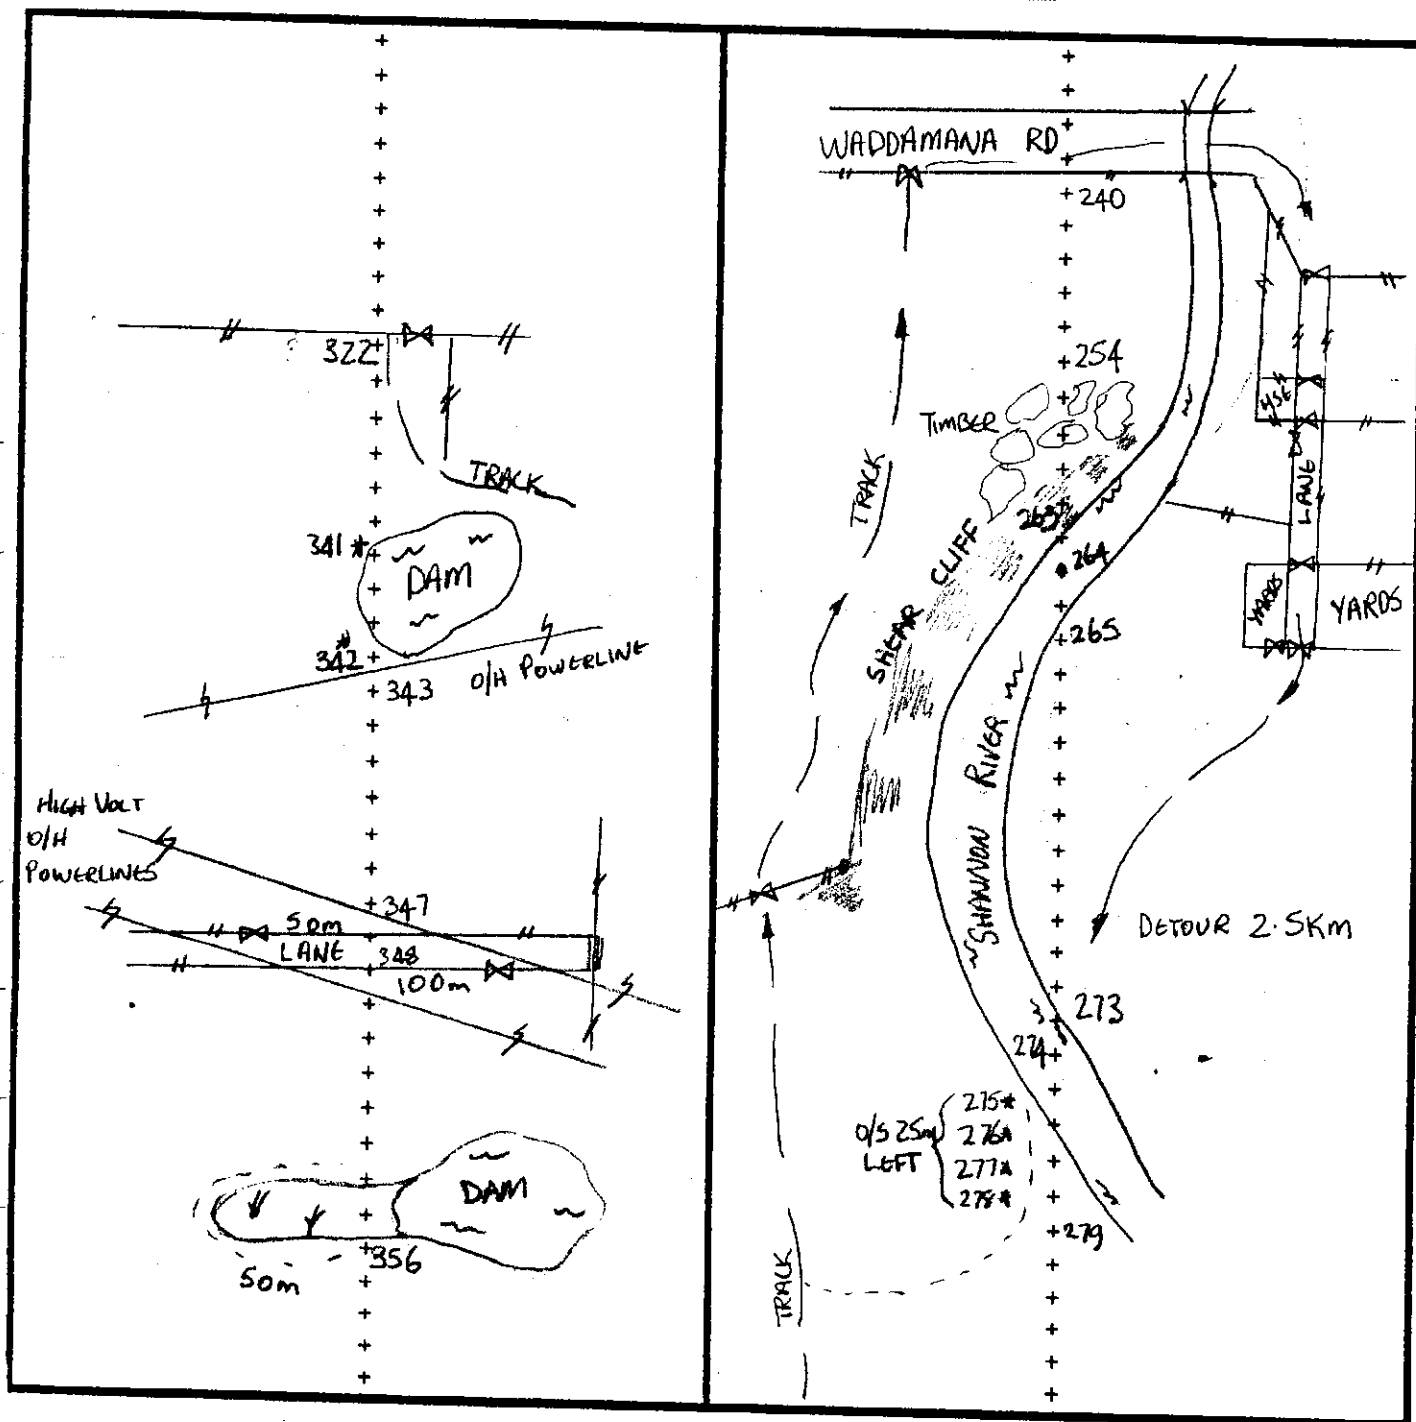 322
TRACK
341*
DAM
342*
343
O/H POWERLINE
HIGH VOLT
O/H
POWERLINES
347
50m
LANE
348
100m
DAM
356
50m
WADDAMANA RD
240
254
TIMBER
TRACK
SHEAR CLIFF
263*
264
265
LANE
YARDS
YARDS
SHANNON RIVER
DETOUR 2.5Km
273
274
275*
O/S 25m
LEFT
276*
277*
278*
279
TRACK